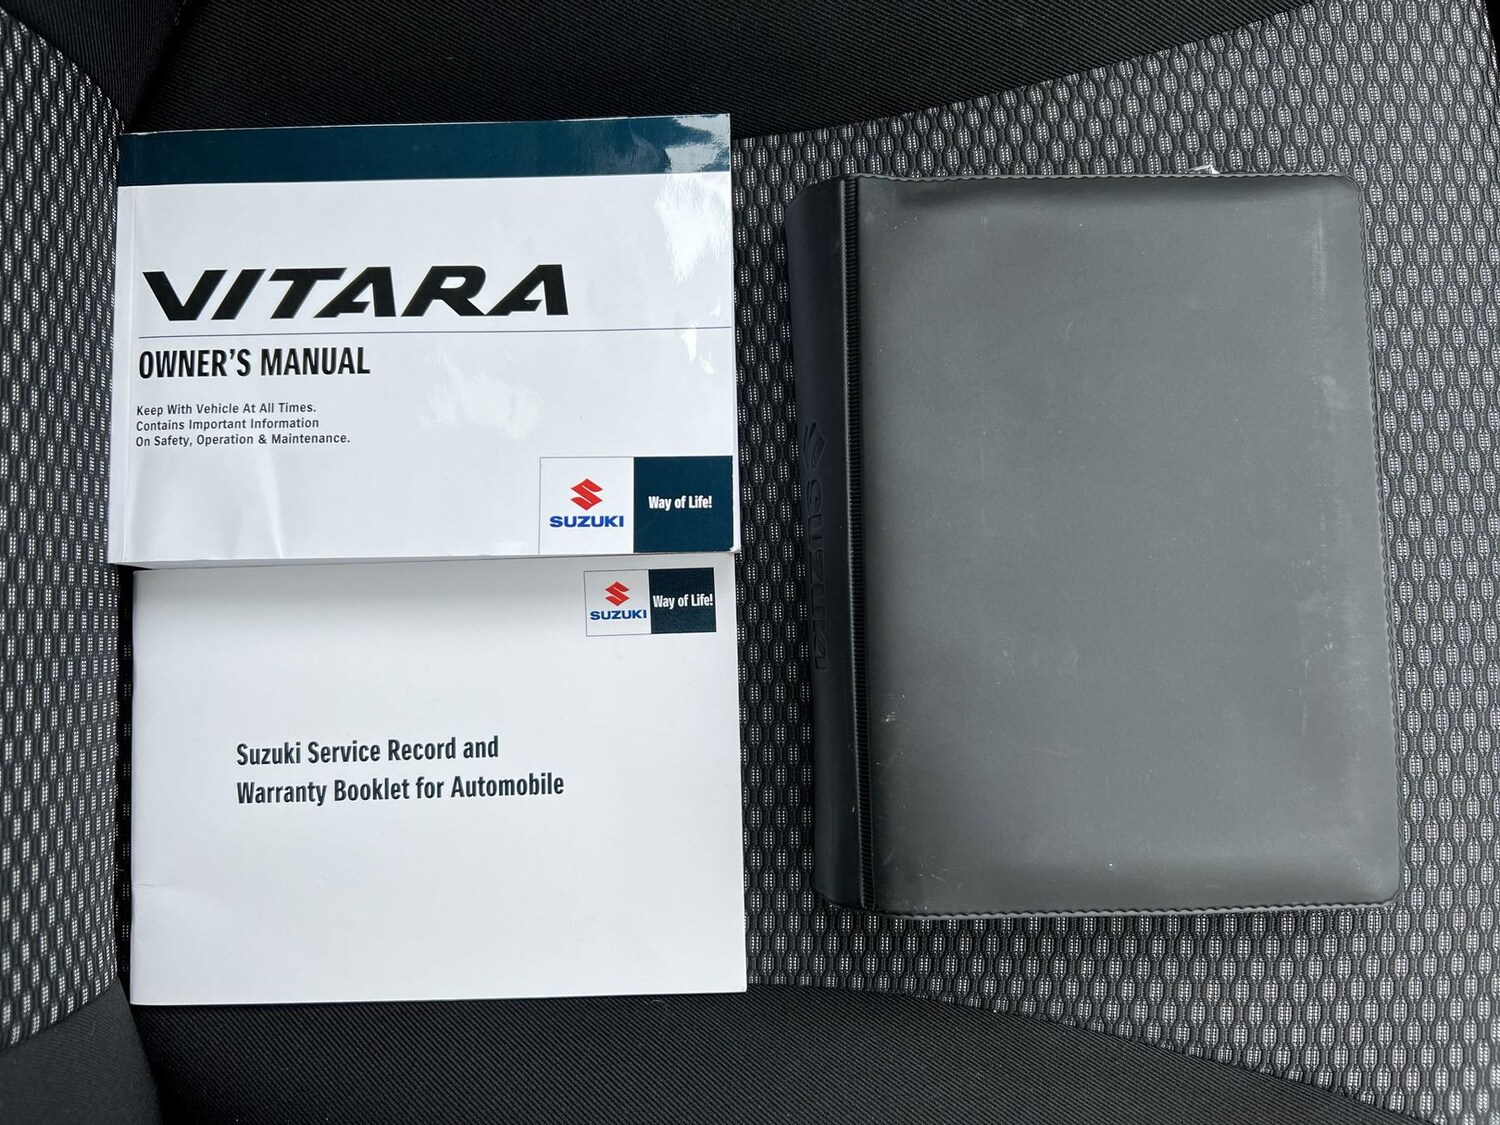 VITARA
OWNER'S MANUAL
Keep With Vehicle At All Times.
Contains Important Information
On Safety, Operation & Maintenance.
SUZUKI
Way of Life!
SUZUKI
Way of Life!
Suzuki Service Record and
Warranty Booklet for Automobile
SUZUKI